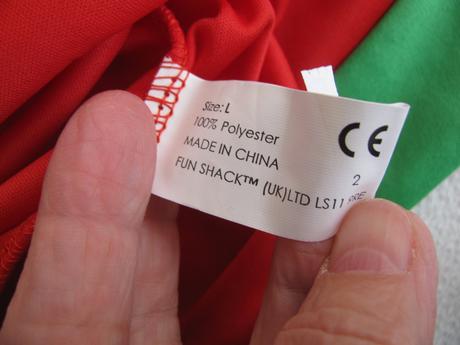 Size: L
100% Polyester
MADE IN CHINA
FUN SHACK™ (UK)LTD LS11
CE
2